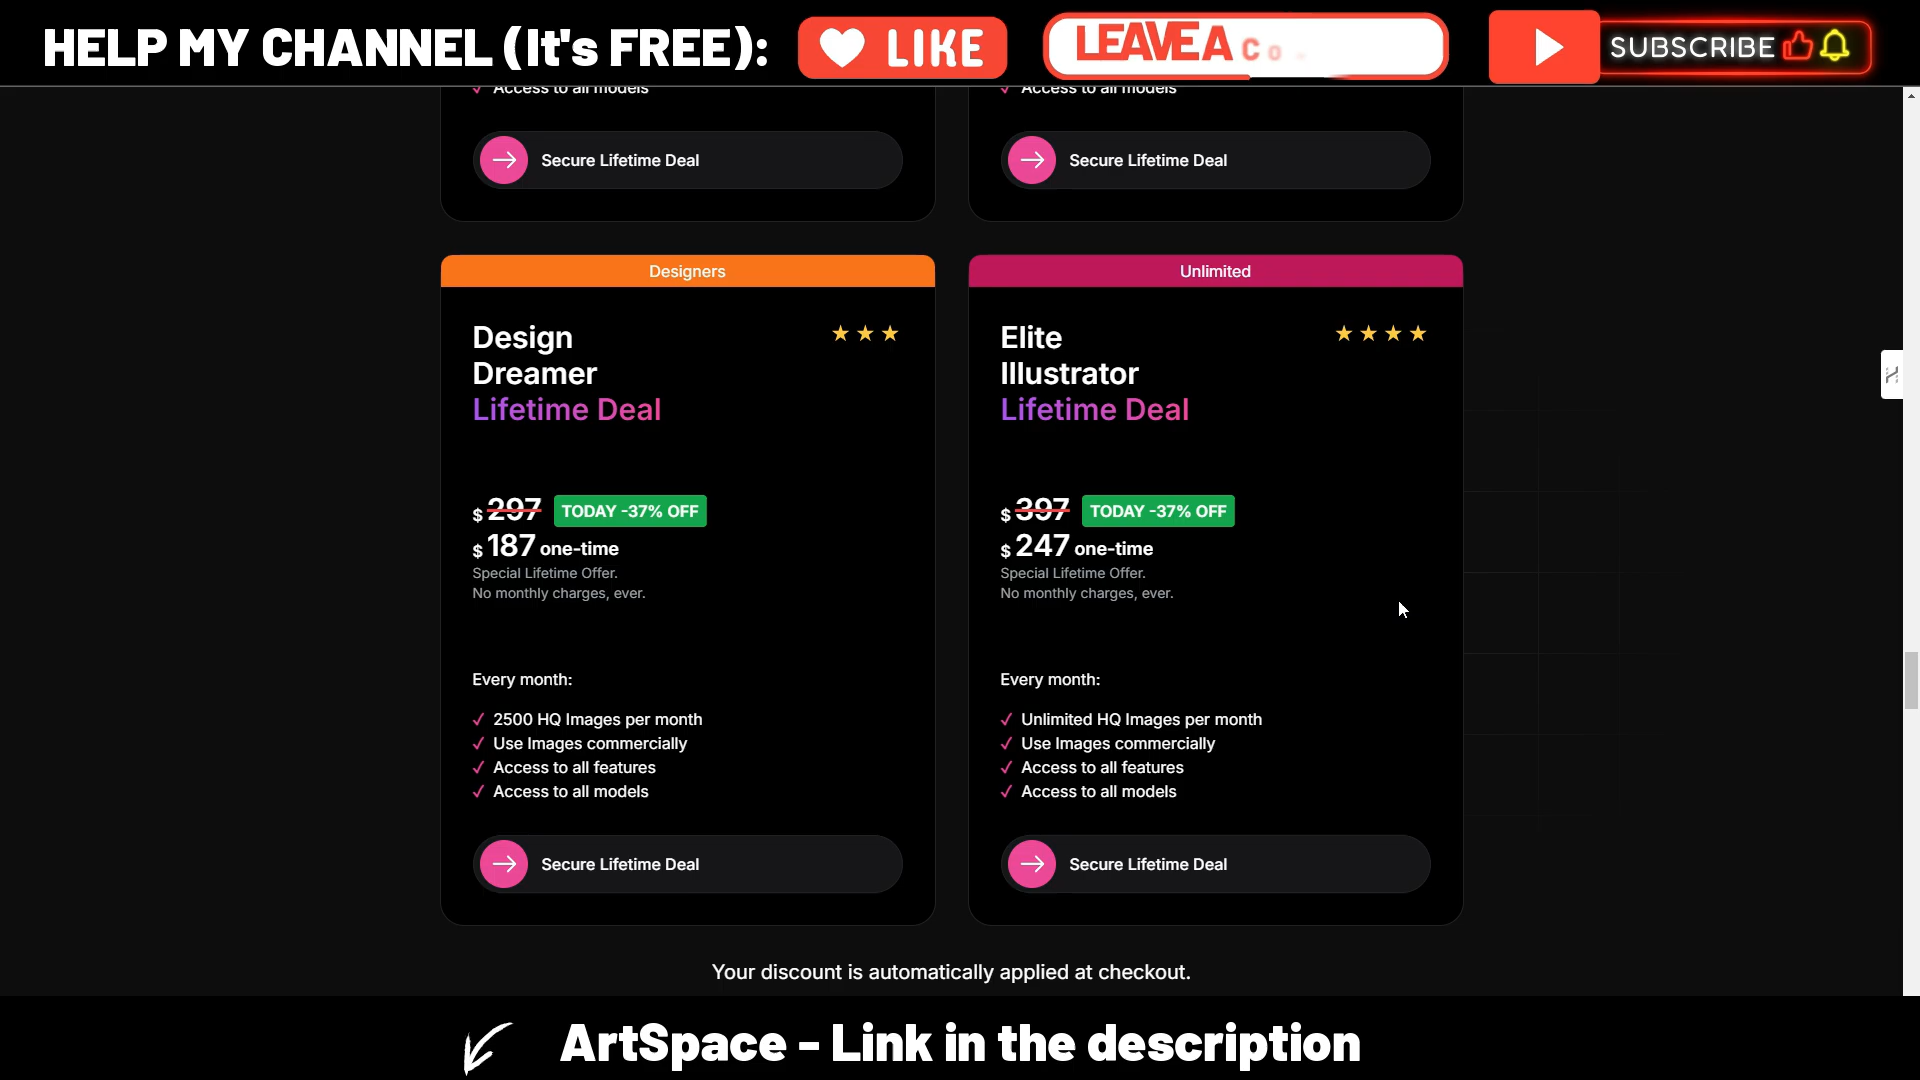 HELP MY CHANNEL (It's FREE):
LIKE
LEAVE A Co
SUBSCRIBE
Access to all models
Access to all models
Secure Lifetime Deal
Secure Lifetime Deal
Designers
Design
Dreamer
Lifetime Deal
$ 297 TODAY -37% OFF
$ 187 one-time
Special Lifetime Offer.
No monthly charges, ever.
Every month:
✓ 2500 HQ Images per month
✓ Use Images commercially
✓ Access to all features
✓ Access to all models
Secure Lifetime Deal
Unlimited
Elite
Illustrator
Lifetime Deal
$ 397 TODAY -37% OFF
$ 247 one-time
Special Lifetime Offer.
No monthly charges, ever.
Every month:
✓ Unlimited HQ Images per month
✓ Use Images commercially
✓ Access to all features
✓ Access to all models
Secure Lifetime Deal
Your discount is automatically applied at checkout.
ArtSpace - Link in the description